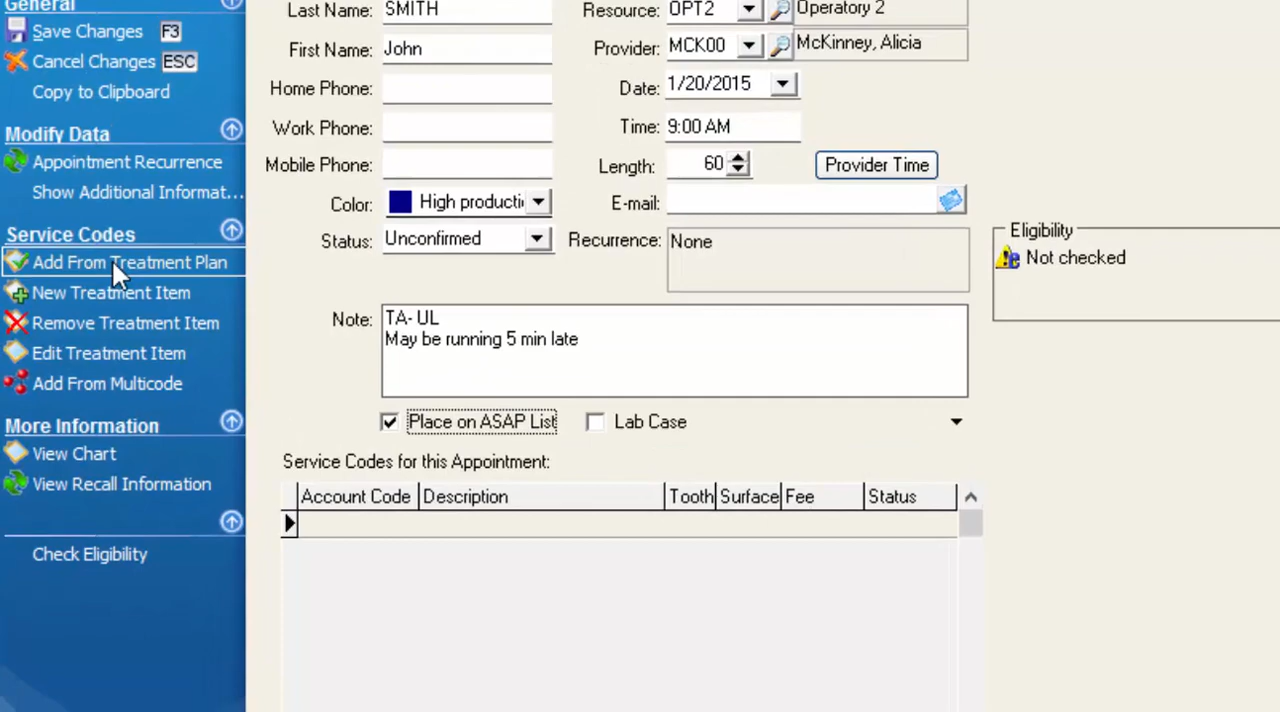 General
Save Changes F3
Cancel Changes ESC
Copy to Clipboard
Modify Data
Appointment Recurrence
Show Additional Informat...
Service Codes
Add From Treatment Plan
New Treatment Item
Remove Treatment Item
Edit Treatment Item
Add From Multicode
More Information
View Chart
View Recall Information
Check Eligibility
Last Name: SMITH
First Name: John
Home Phone:
Work Phone:
Mobile Phone:
Color: High producti
Status: Unconfirmed
Resource: OPT2 Operatory 2
Provider: MCK00 McKinney, Alicia
Date: 1/20/2015
Time: 9:00 AM
Length: 60 Provider Time
E-mail:
Recurrence: None
Eligibility
Not checked
Note: TA- UL
May be running 5 min late
Place on ASAP List Lab Case
Service Codes for this Appointment:
Account Code Description Tooth Surface Fee Status